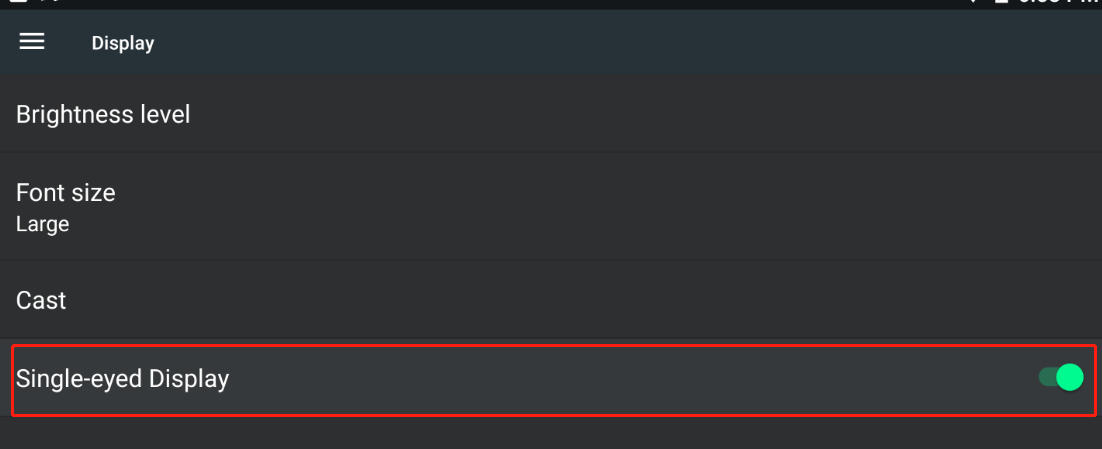 Display
Brightness level
Font size
Large
Cast
Single-eyed Display